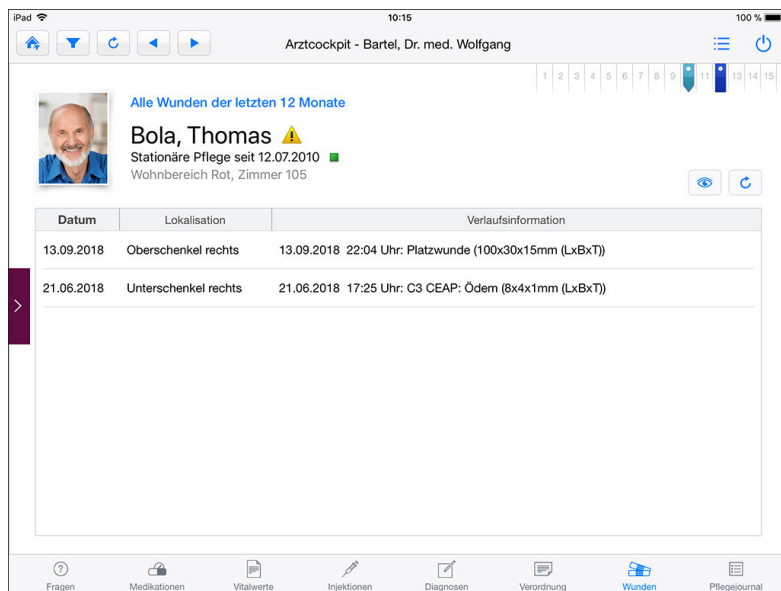 iPad 10:15 100 %
Arztcockpit - Bartel, Dr. med. Wolfgang
1 2 3 4 5 6 7 8 9 11 13 14 15
Alle Wunden der letzten 12 Monate
Bola, Thomas
Stationäre Pflege seit 12.07.2010
Wohnbereich Rot, Zimmer 105
Datum Lokalisation Verlaufsinformation
13.09.2018 Oberschenkel rechts 13.09.2018 22:04 Uhr: Platzwunde (100x30x15mm (LxBxT))
21.06.2018 Unterschenkel rechts 21.06.2018 17:25 Uhr: C3 CEAP: Ödem (8x4x1mm (LxBxT))
Fragen Medikationen Vitalwerte Injektionen Diagnosen Verordnung Wunden Pflegejournal